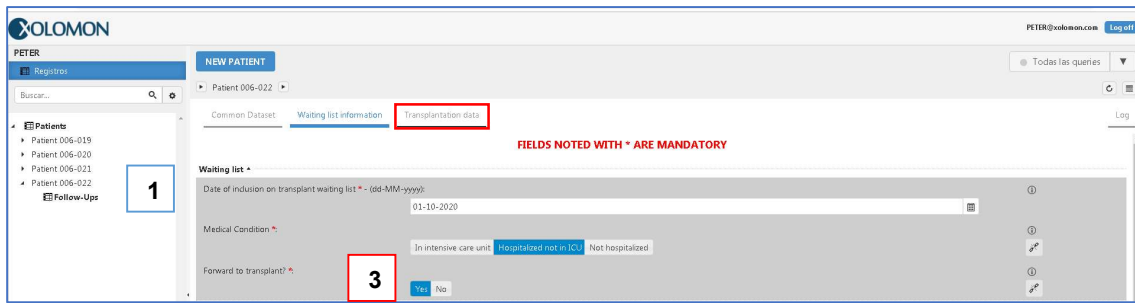 XOLOMON
PETER@xolomon.com Log off
PETER
Registros
Buscar...
Patients
Patient 006-019
Patient 006-020
Patient 006-021
Patient 006-022
Follow-Ups
1
NEW PATIENT
Todas las queries
Patient 006-022
Common Dataset Waiting list information Transplantation data Log
FIELDS NOTED WITH * ARE MANDATORY
Waiting list
Date of inclusion on transplant waiting list * - (dd-MM-yyyy):
01-10-2020
Medical Condition *:
In intensive care unit Hospitalized not in ICU Not hospitalized
Forward to transplant? *:
3
Yes No